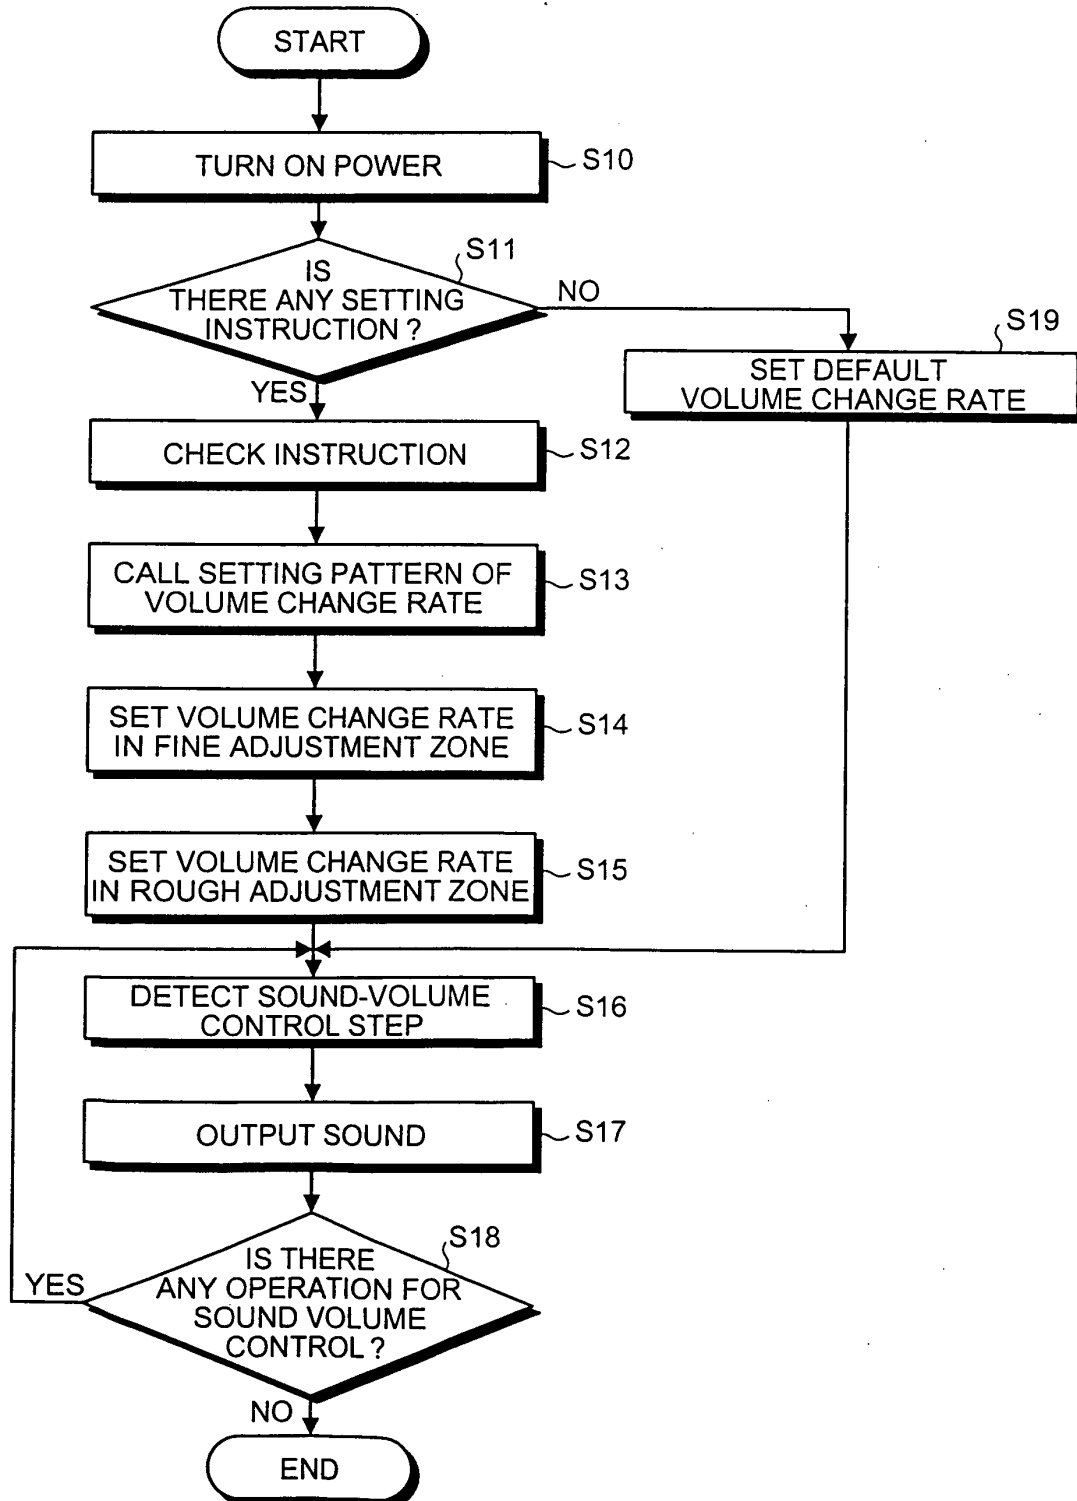 START
TURN ON POWER
S10
S11
IS
THERE ANY SETTING
INSTRUCTION ?
NO
S19
SET DEFAULT
VOLUME CHANGE RATE
YES
CHECK INSTRUCTION
S12
CALL SETTING PATTERN OF
VOLUME CHANGE RATE
S13
SET VOLUME CHANGE RATE
IN FINE ADJUSTMENT ZONE
S14
SET VOLUME CHANGE RATE
IN ROUGH ADJUSTMENT ZONE
S15
DETECT SOUND-VOLUME
CONTROL STEP
S16
OUTPUT SOUND
S17
S18
IS THERE
ANY OPERATION FOR
SOUND VOLUME
CONTROL ?
YES
NO
END